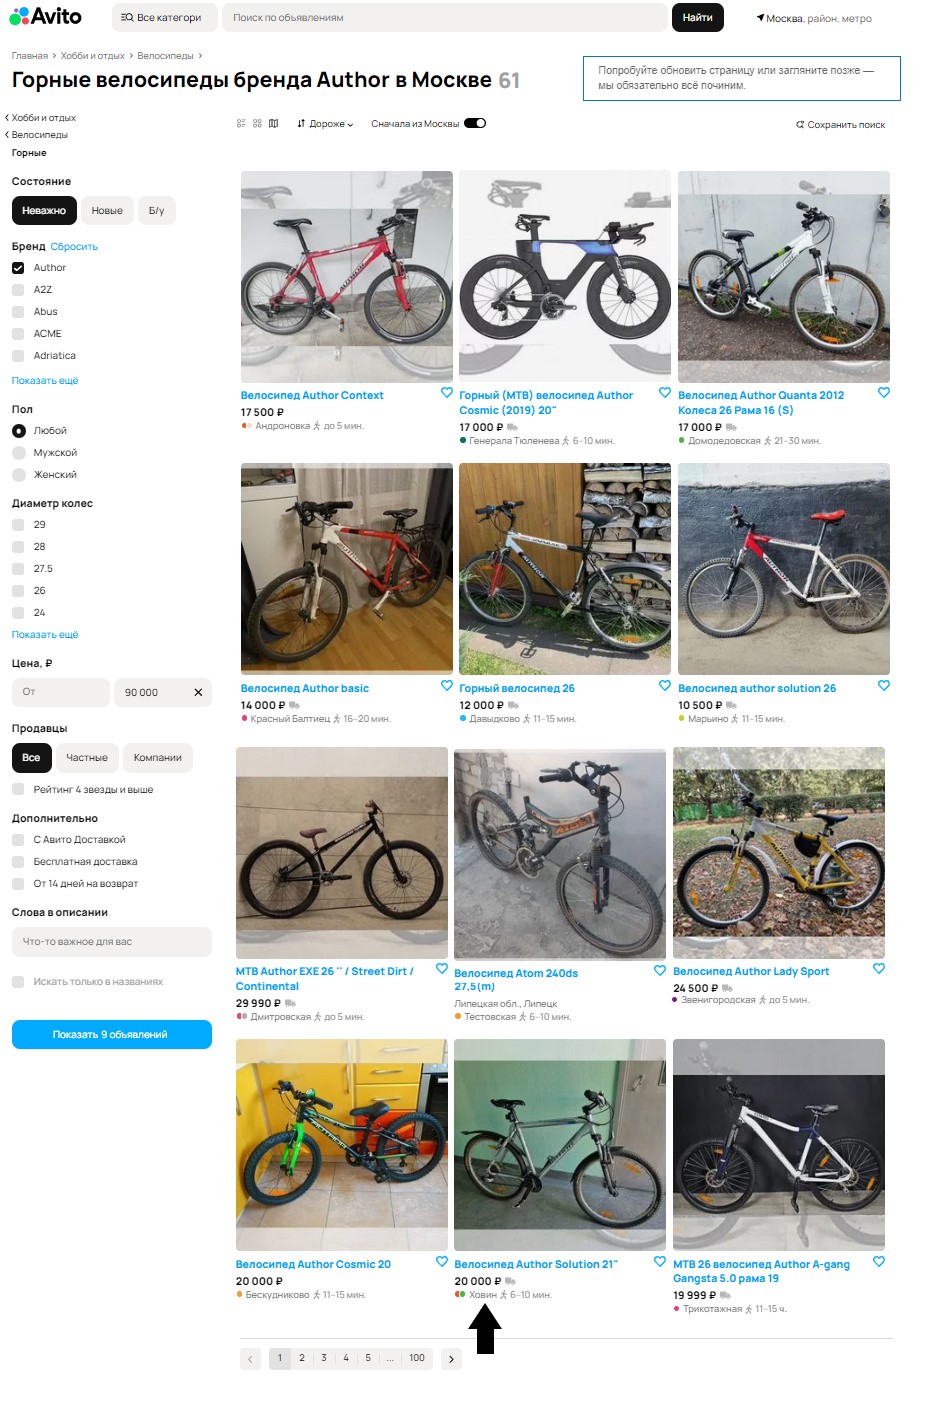 Avito
Все категори
Поиск по объявлениям
Найти
Москва, район, метро
Главная > Хобби и отдых > Велосипеды >
Горные велосипеды бренда Author в Москве 61
Попробуйте обновить страницу или загляните позже —
мы обязательно всё починим.
Хобби и отдых
Велосипеды
Горные
Дороже
Сначала из Москвы
Сохранить поиск
Состояние
Неважно
Новые
Б/у
Бренд Сбросить
Author
A2Z
Abus
ACME
Adriatica
Показать ещё
Пол
Любой
Мужской
Женский
Диаметр колес
29
28
27.5
26
24
Показать ещё
Цена, ₽
От
90 000
Продавцы
Все
Частные
Компании
Рейтинг 4 звезды и выше
Дополнительно
С Авито Доставкой
Бесплатная доставка
От 14 дней на возврат
Слова в описании
Что-то важное для вас
Искать только в названиях
Показать 9 объявлений
Велосипед Author Context
17 500 ₽
Андроновка до 5 мин.
Горный (MTB) велосипед Author
Cosmic (2019) 20"
17 000 ₽
Генерала Тюленева 6–10 мин.
Велосипед Author Quanta 2012
Колеса 26 Рама 16 (S)
17 000 ₽
Домодедовская 21–30 мин.
Велосипед Author basic
14 000 ₽
Красный Балтиец 16–20 мин.
Горный велосипед 26
12 000 ₽
Давыдково 11–15 мин.
Велосипед author solution 26
10 500 ₽
Марьино 11–15 мин.
MTB Author EXE 26 '' / Street Dirt /
Continental
29 990 ₽
Дмитровская до 5 мин.
Велосипед Atom 240ds
27,5(m)
Липецкая обл., Липецк
Тестовская 6–10 мин.
Велосипед Author Lady Sport
24 500 ₽
Звенигородская до 5 мин.
Велосипед Author Cosmic 20
20 000 ₽
Бескудниково 11–15 мин.
Велосипед Author Solution 21"
20 000 ₽
Ховин 6–10 мин.
MTB 26 велосипед Author A-gang
Gangsta 5.0 рама 19
19 999 ₽
Трикотажная 11–15 ч.
1 2 3 4 5 ... 100